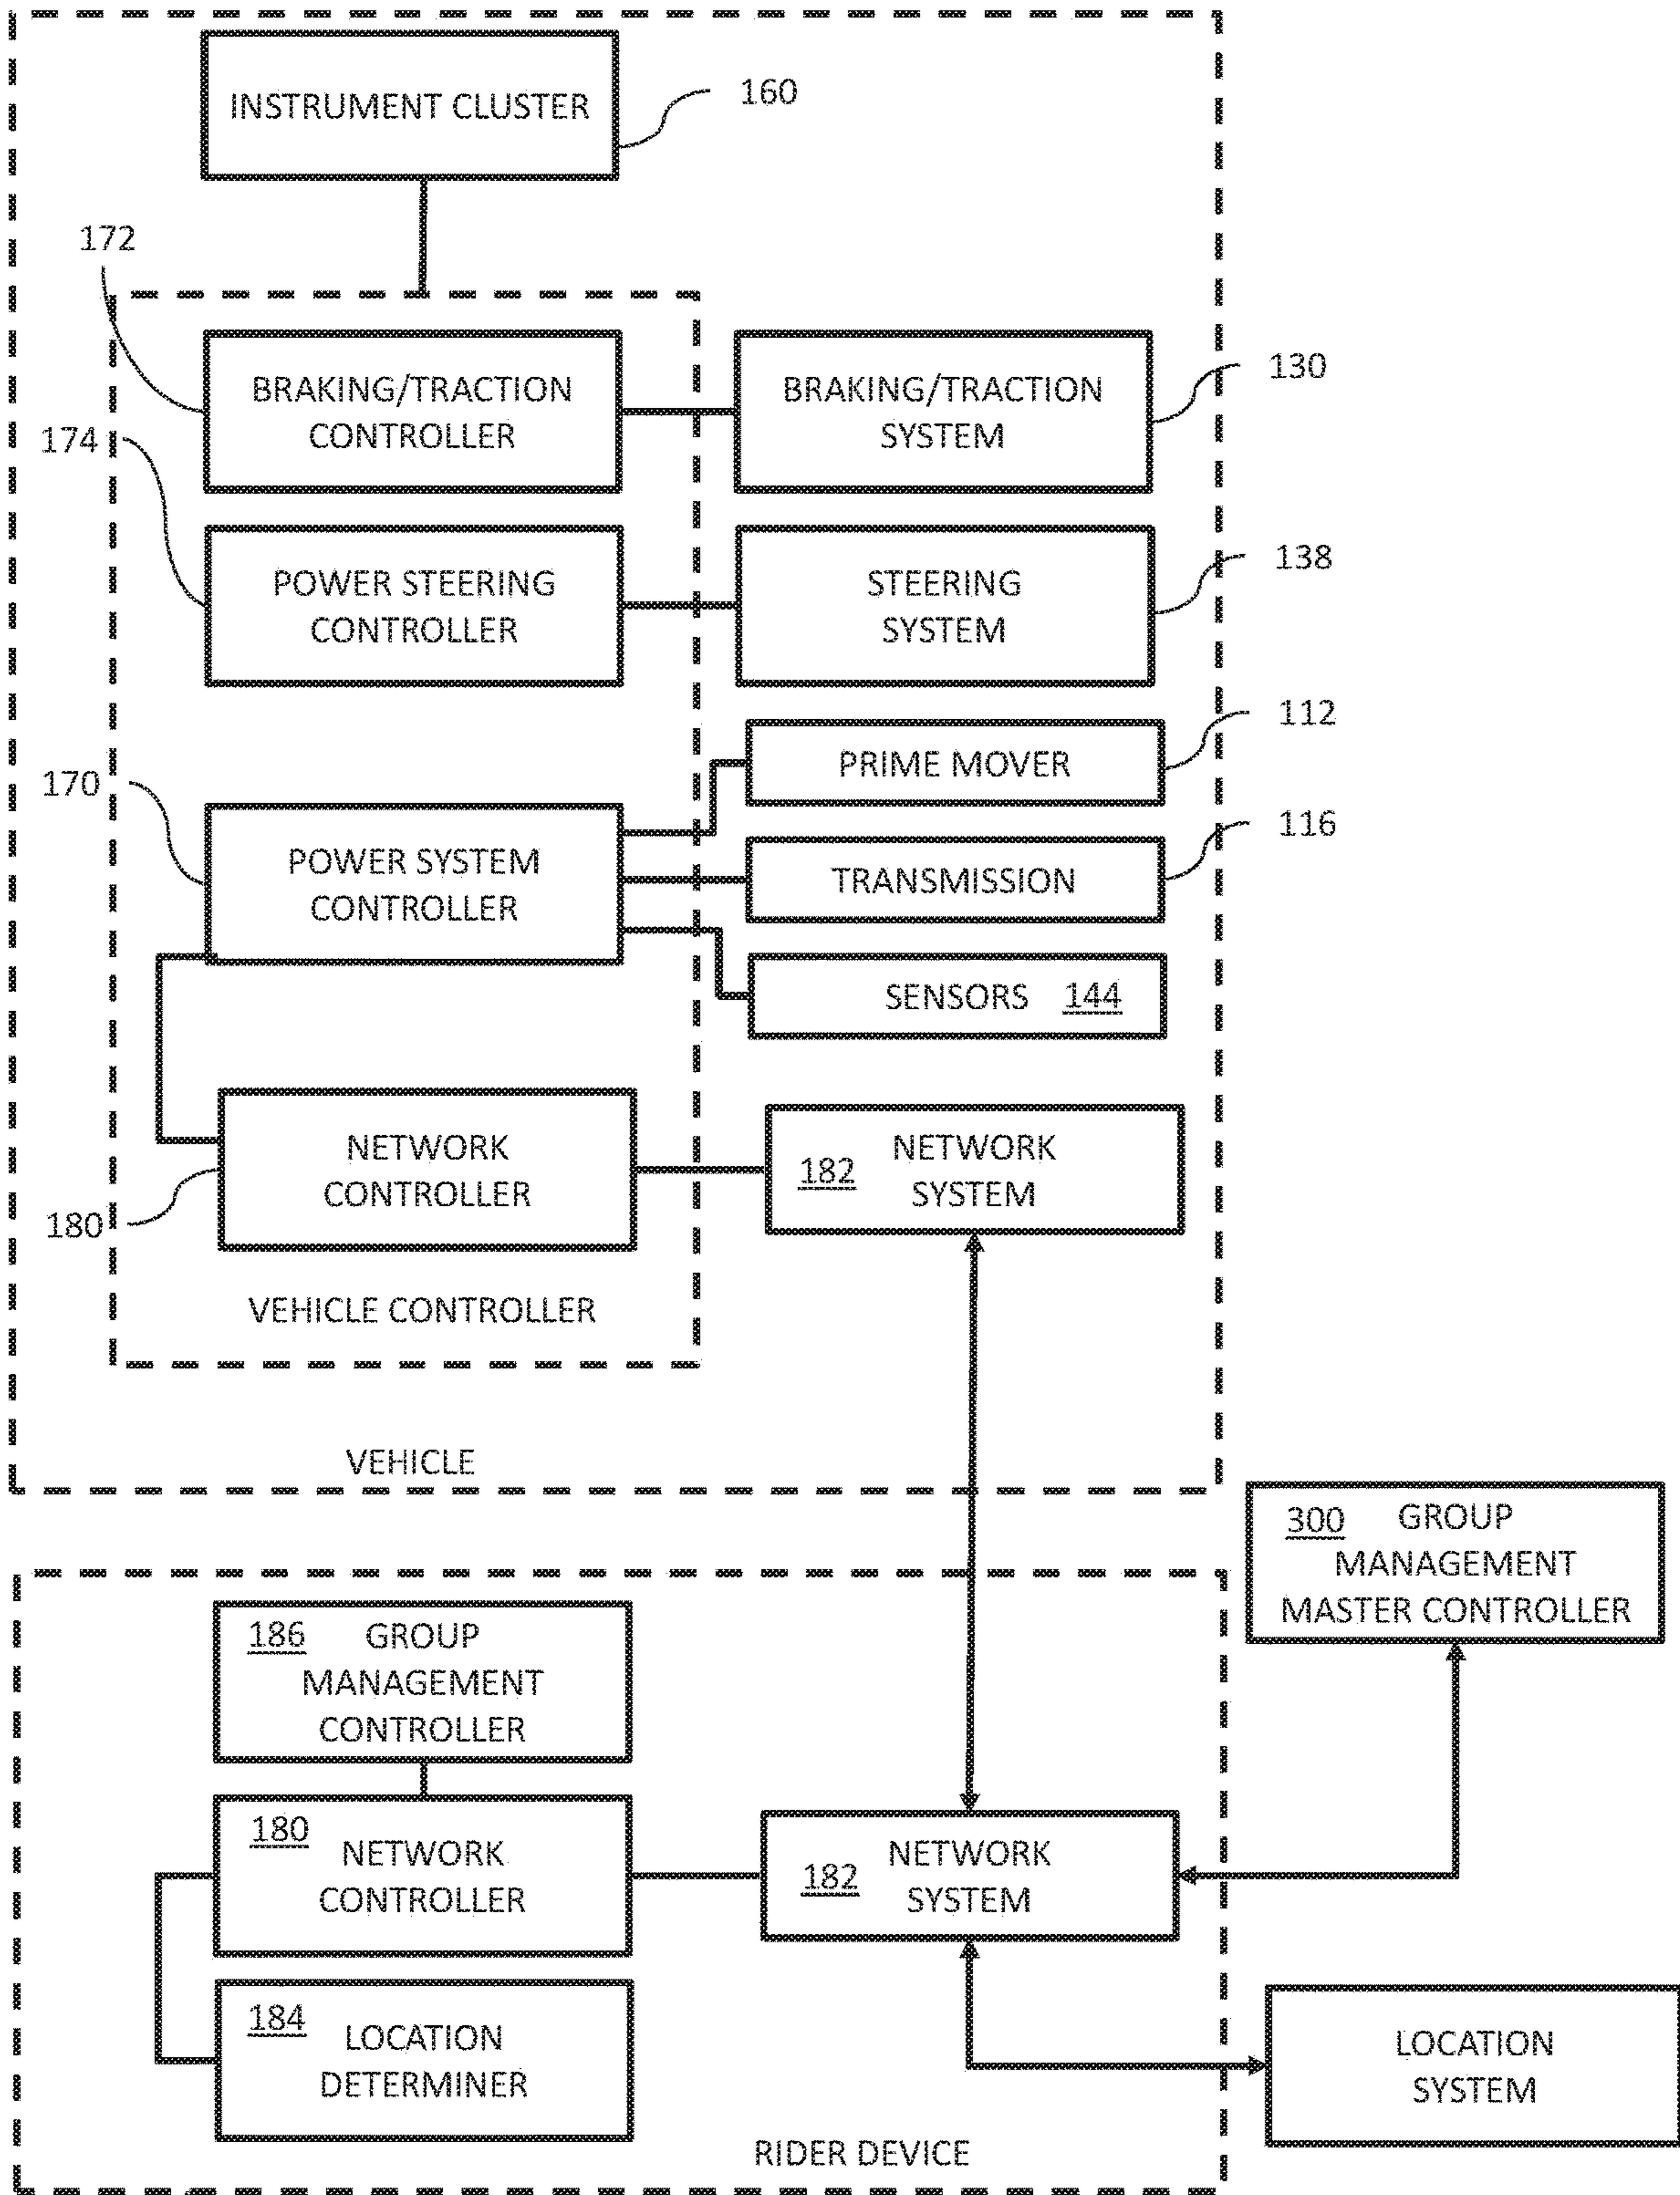 INSTRUMENT CLUSTER
160
172
BRAKING/TRACTION
CONTROLLER
BRAKING/TRACTION
SYSTEM
130
174
POWER STEERING
CONTROLLER
STEERING
SYSTEM
138
PRIME MOVER
112
170
POWER SYSTEM
CONTROLLER
TRANSMISSION
116
SENSORS 144
NETWORK
CONTROLLER
180
182
NETWORK
SYSTEM
VEHICLE CONTROLLER
VEHICLE
300 GROUP
MANAGEMENT
MASTER CONTROLLER
186 GROUP
MANAGEMENT
CONTROLLER
180
NETWORK
CONTROLLER
182
NETWORK
SYSTEM
184
LOCATION
DETERMINER
LOCATION
SYSTEM
RIDER DEVICE